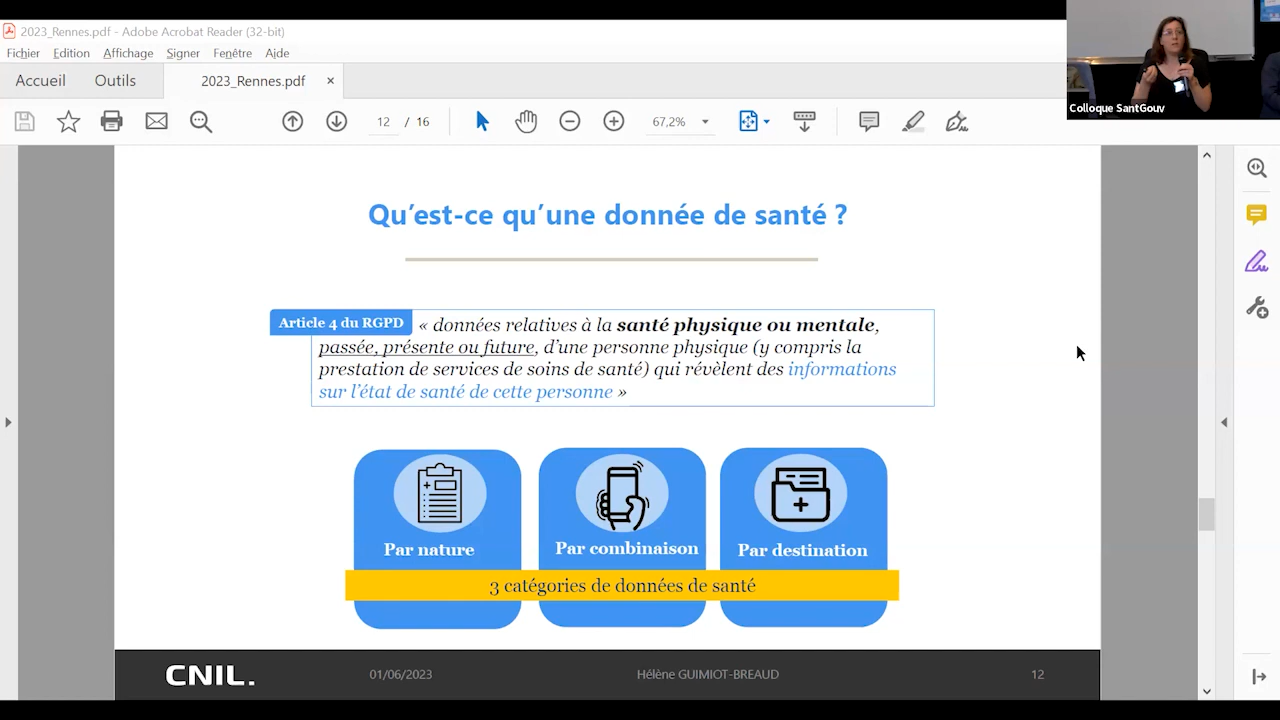 2023_Rennes.pdf - Adobe Acrobat Reader (32-bit)
Fichier Edition Affichage Signer Fenêtre Aide
Accueil Outils 2023_Rennes.pdf ×
12 / 16 67,2%
Colloque SantGouv
Qu’est-ce qu’une donnée de santé ?
Article 4 du RGPD « données relatives à la santé physique ou mentale,
passée, présente ou future, d’une personne physique (y compris la
prestation de services de soins de santé) qui révèlent des informations
sur l’état de santé de cette personne »
Par nature Par combinaison Par destination
3 catégories de données de santé
CNIL. 01/06/2023 Hélène GUIMIOT-BREAUD 12